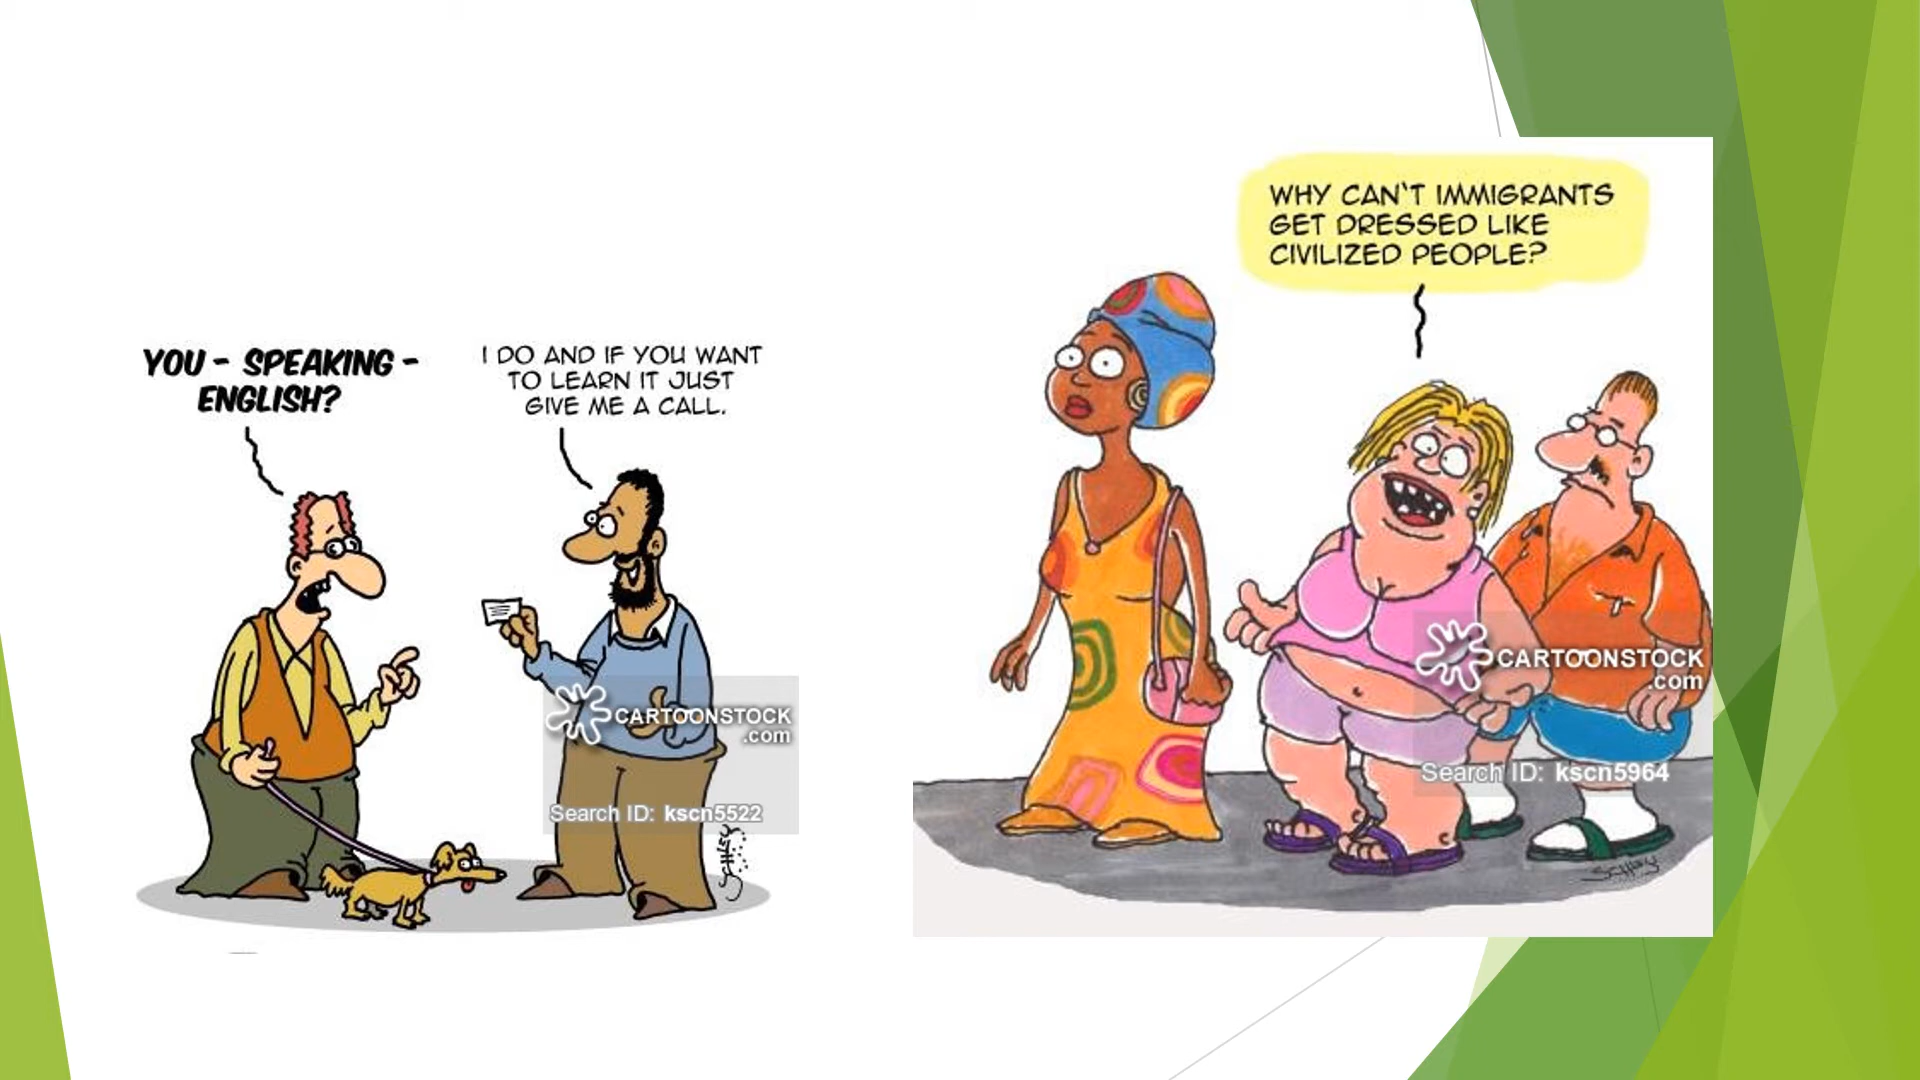 YOU - SPEAKING -
ENGLISH?
I DO AND IF YOU WANT
TO LEARN IT JUST
GIVE ME A CALL.
CARTOONSTOCK
.com
Search ID: kscn5522
WHY CAN'T IMMIGRANTS
GET DRESSED LIKE
CIVILIZED PEOPLE?
CARTOONSTOCK
.com
Search ID: kscn5964